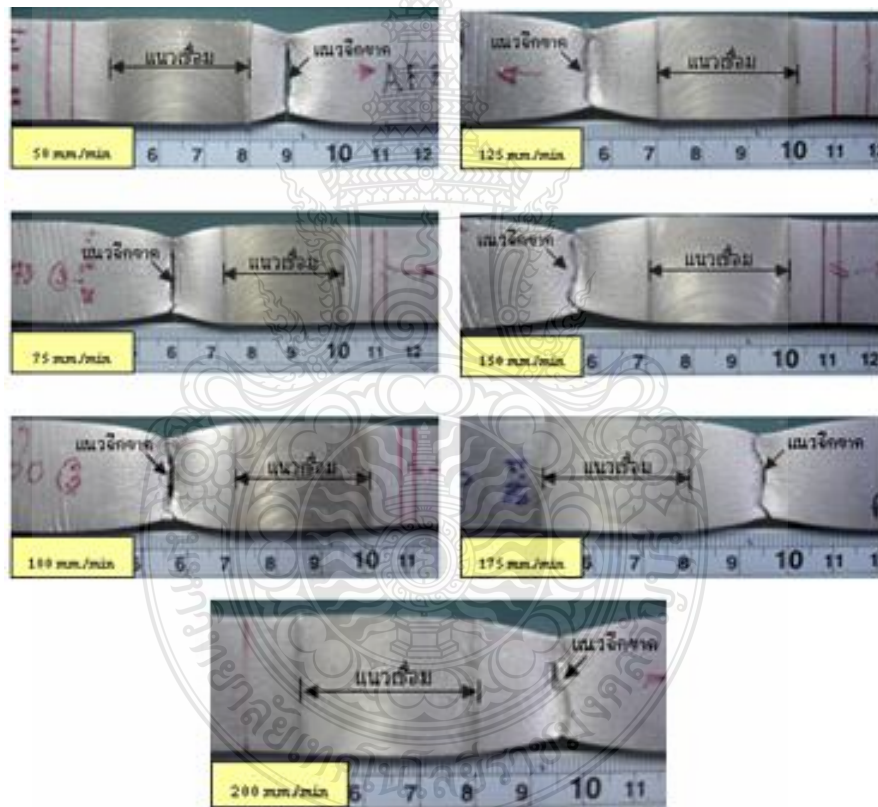 แนวเชื่อม
แนวฉีกขาด
AF
50 mm./min 6 7 8 9 10 11 12
แนวฉีกขาด
แนวเชื่อม
125 mm./min 6 7 8 9 10 11
แนวฉีกขาด
แนวเชื่อม
75 mm./min 6 7 8 9 10 11 12
แนวฉีกขาด
แนวเชื่อม
150 mm./min 6 7 8 9 10 11 12
แนวฉีกขาด
แนวเชื่อม
100 mm./min 5 6 7 8 9 10 11
แนวเชื่อม
แนวฉีกขาด
175 mm./min 6 7 8 9 10 11
แนวฉีกขาด
แนวเชื่อม
200 mm./min 6 7 8 9 10 11